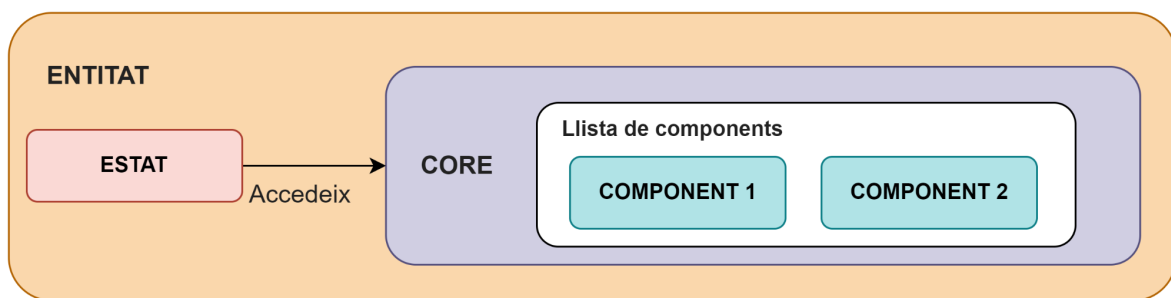 ENTITAT
Llista de components
ESTAT
CORE
COMPONENT 1
COMPONENT 2
Accedeix